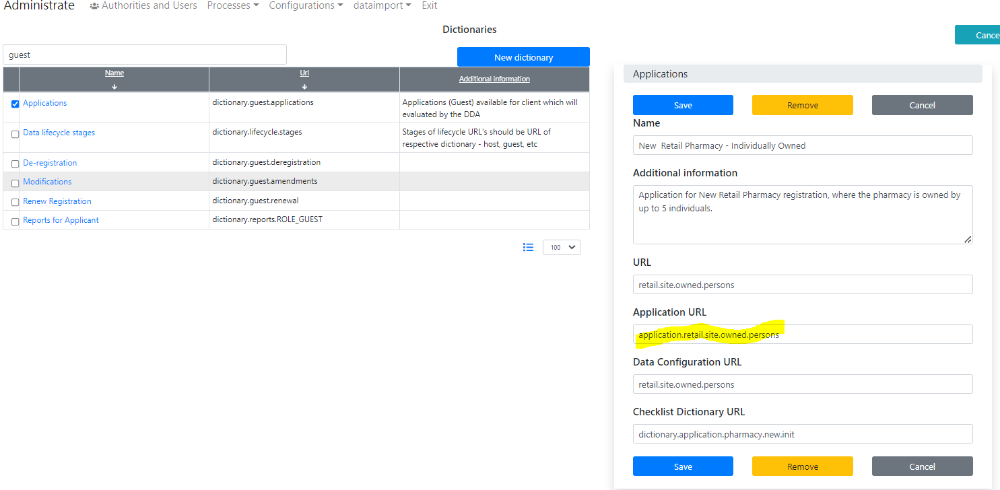 Administrate Authorities and Users Processes Configurations dataimport Exit
Dictionaries
Cance
guest
New dictionary
Name Url Additional information
Applications dictionary.guest.applications Applications (Guest) available for client which will
evaluated by the DDA
Data lifecycle stages dictionary.lifecycle.stages Stages of lifecycle URL's should be URL of
respective dictionary - host, guest, etc
De-registration dictionary.guest.deregistration
Modifications dictionary.guest.amendments
Renew Registration dictionary.guest.renewal
Reports for Applicant dictionary.reports.ROLE_GUEST
100
Applications
Save Remove Cancel
Name
New  Retail Pharmacy - Individually Owned
Additional information
Application for New Retail Pharmacy registration, where the pharmacy is owned by
up to 5 individuals.
URL
retail.site.owned.persons
Application URL
application.retail.site.owned.persons
Data Configuration URL
retail.site.owned.persons
Checklist Dictionary URL
dictionary.application.pharmacy.new.init
Save Remove Cancel